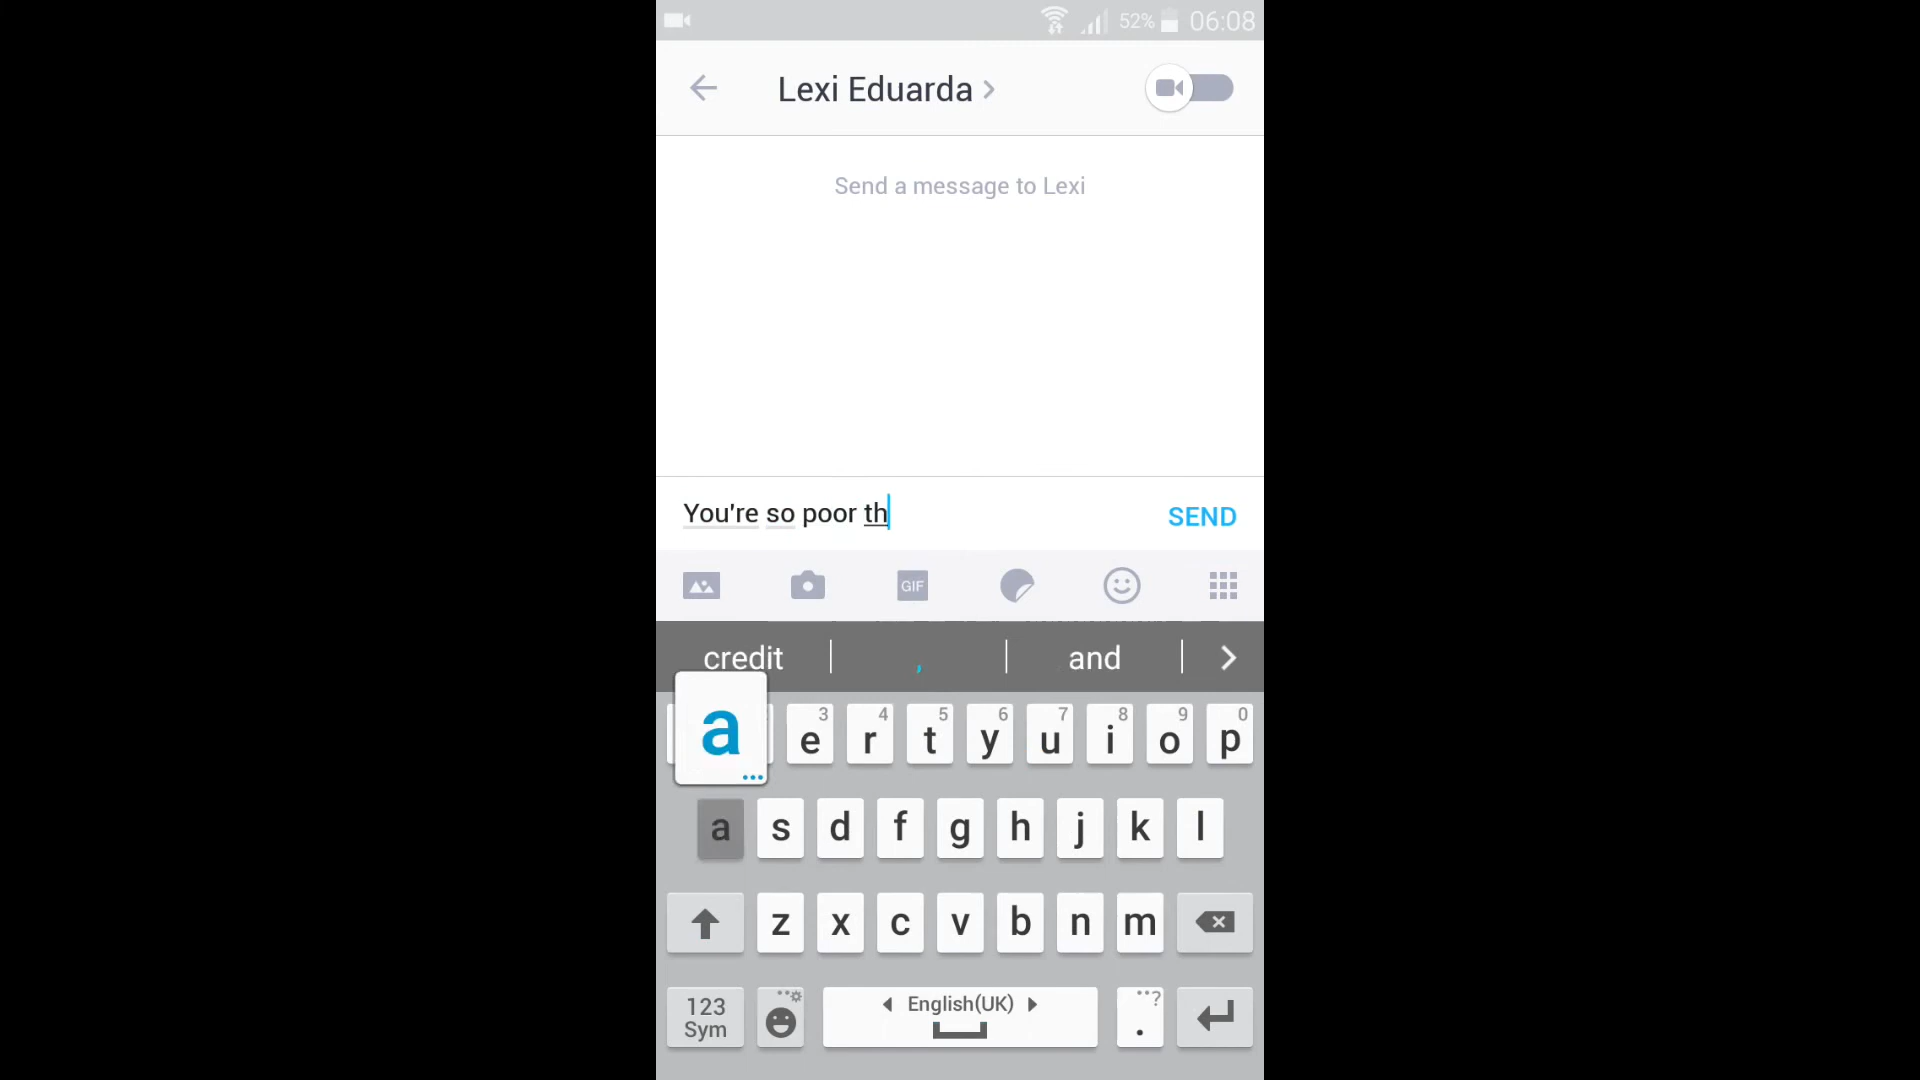 52% 06:08
Lexi Eduarda
Send a message to Lexi
You're so poor th
SEND
GIF
credit , and
a
3 4 5 6 7 8 9 0
e r t y u i o p
a s d f g h j k l
z x c v b n m
123 Sym
English(UK)
?
.